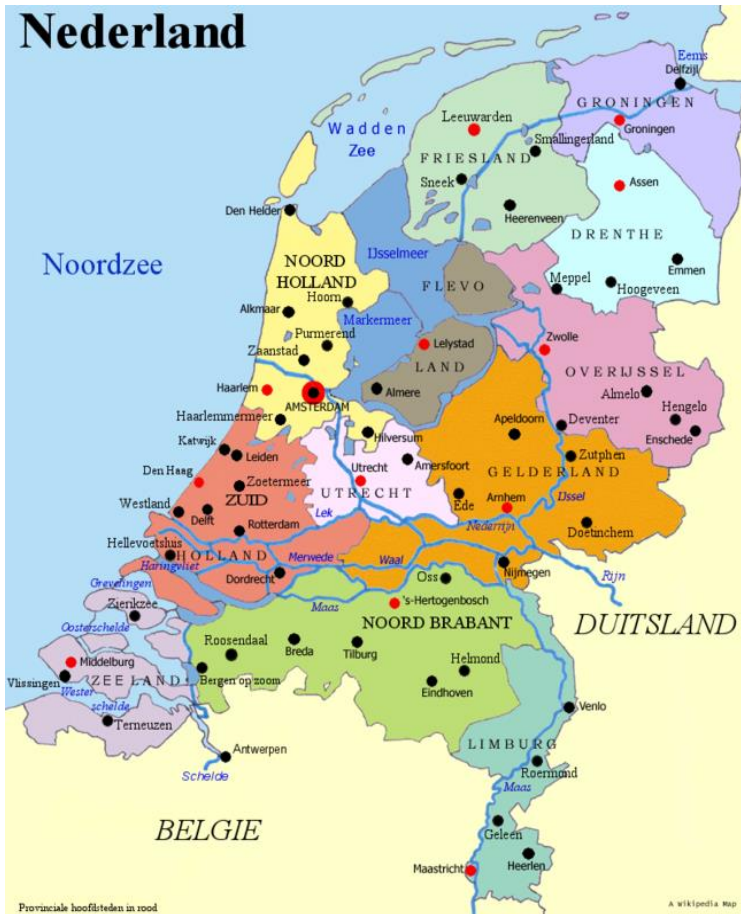 Nederland
Eems
Delfzijl
GRONINGEN
Groningen
Wadden
Zee
Leeuwarden
Smallingerland
FRIESLAND
Sneek
Assen
Den Helder
Heerenveen
DRENTHE
Noordzee
IJsselmeer
NOORD
HOLLAND
Hoorn
FLEVO
Meppel
Hoogeveen
Emmen
Alkmaar
Markermeer
Purmerend
Zaanstad
Lelystad
LAND
Zwolle
OVERIJSSEL
Haarlem
AMSTERDAM
Almere
Almelo
Hengelo
Enschede
Haarlemmermeer
Hilversum
Apeldoorn
Deventer
Katwijk
Leiden
Utrecht
Amersfoort
Zutphen
GELDERLAND
Den Haag
Zoetermeer
UTRECHT
ZUID
Ede
Arnhem
IJssel
Westland
Delft
Rotterdam
Lek
Nederrijn
Doetinchem
Hellevoetsluis
HOLLAND
Merwede
Waal
Haringvliet
Nijmegen
Rijn
Grevelingen
Dordrecht
Oss
Zierikzee
Maas
's-Hertogenbosch
Oosterschelde
NOORD BRABANT
DUITSLAND
Roosendaal
Breda
Tilburg
Helmond
Middelburg
Vlissingen
ZEELAND
Bergen op zoom
Eindhoven
Wester
schelde
Terneuzen
Venlo
LIMBURG
Antwerpen
Schelde
Roermond
Maas
BELGIE
Geleen
Heerlen
Maastricht
Provinciale hoofdsteden in rood
A Wikipedia Map